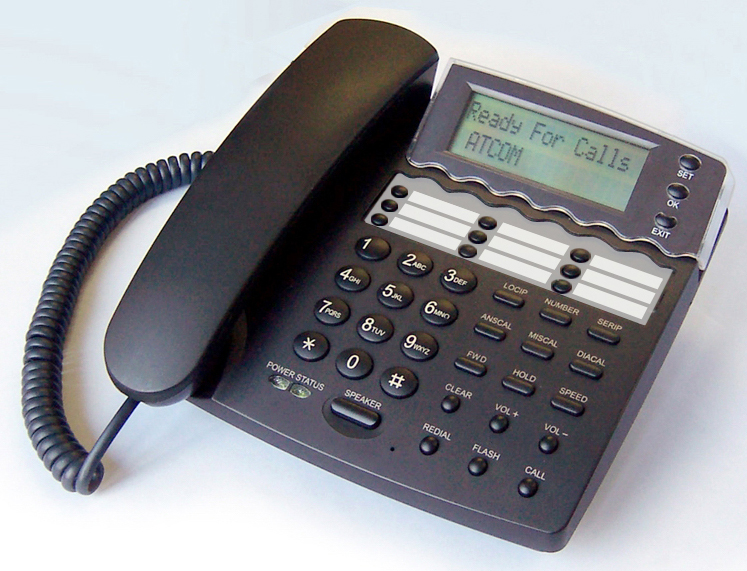 Ready For Calls
ATCOM
SET
OK
EXIT
1 2ABC 3DEF
4GHI 5JKL 6MNO
7PQRS 8TUV 9WXYZ
* 0 #
LOCIP NUMBER SERIP
ANSCAL MISCAL DIACAL
FWD HOLD SPEED
CLEAR VOL+ VOL-
REDIAL FLASH CALL
POWER STATUS
SPEAKER